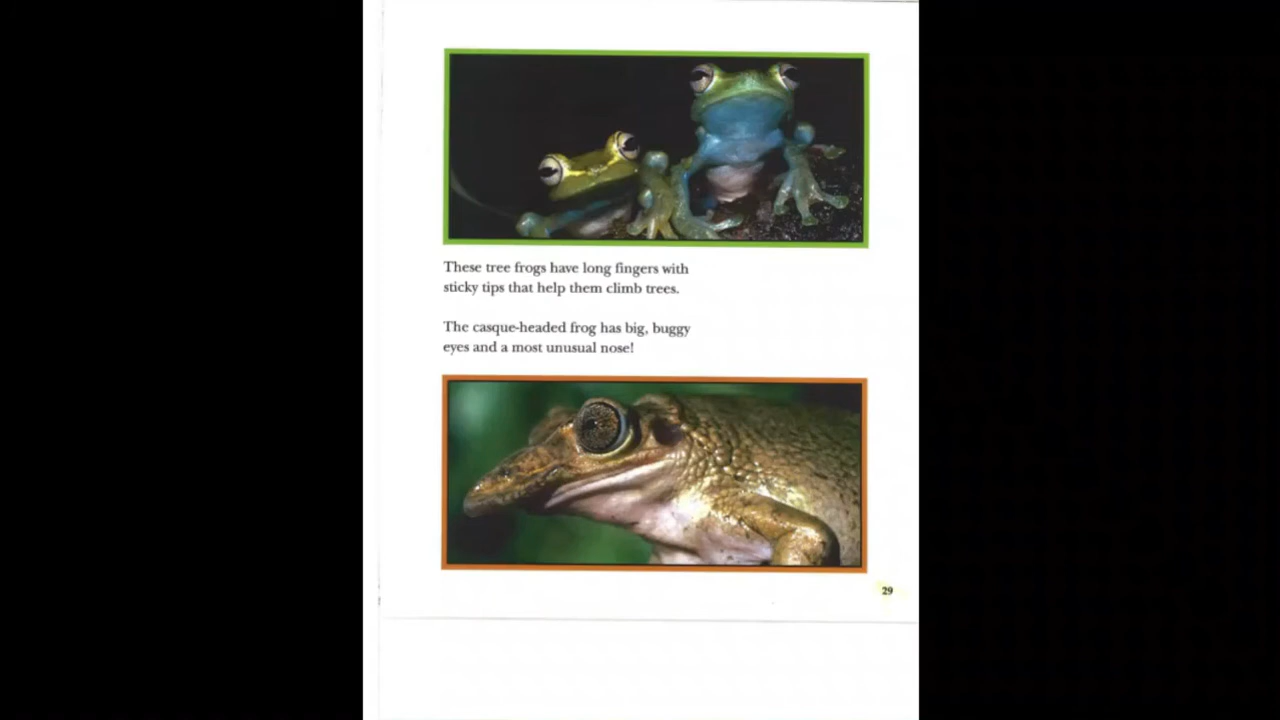 These tree frogs have long fingers with
sticky tips that help them climb trees.
The casque-headed frog has big, buggy
eyes and a most unusual nose!
29